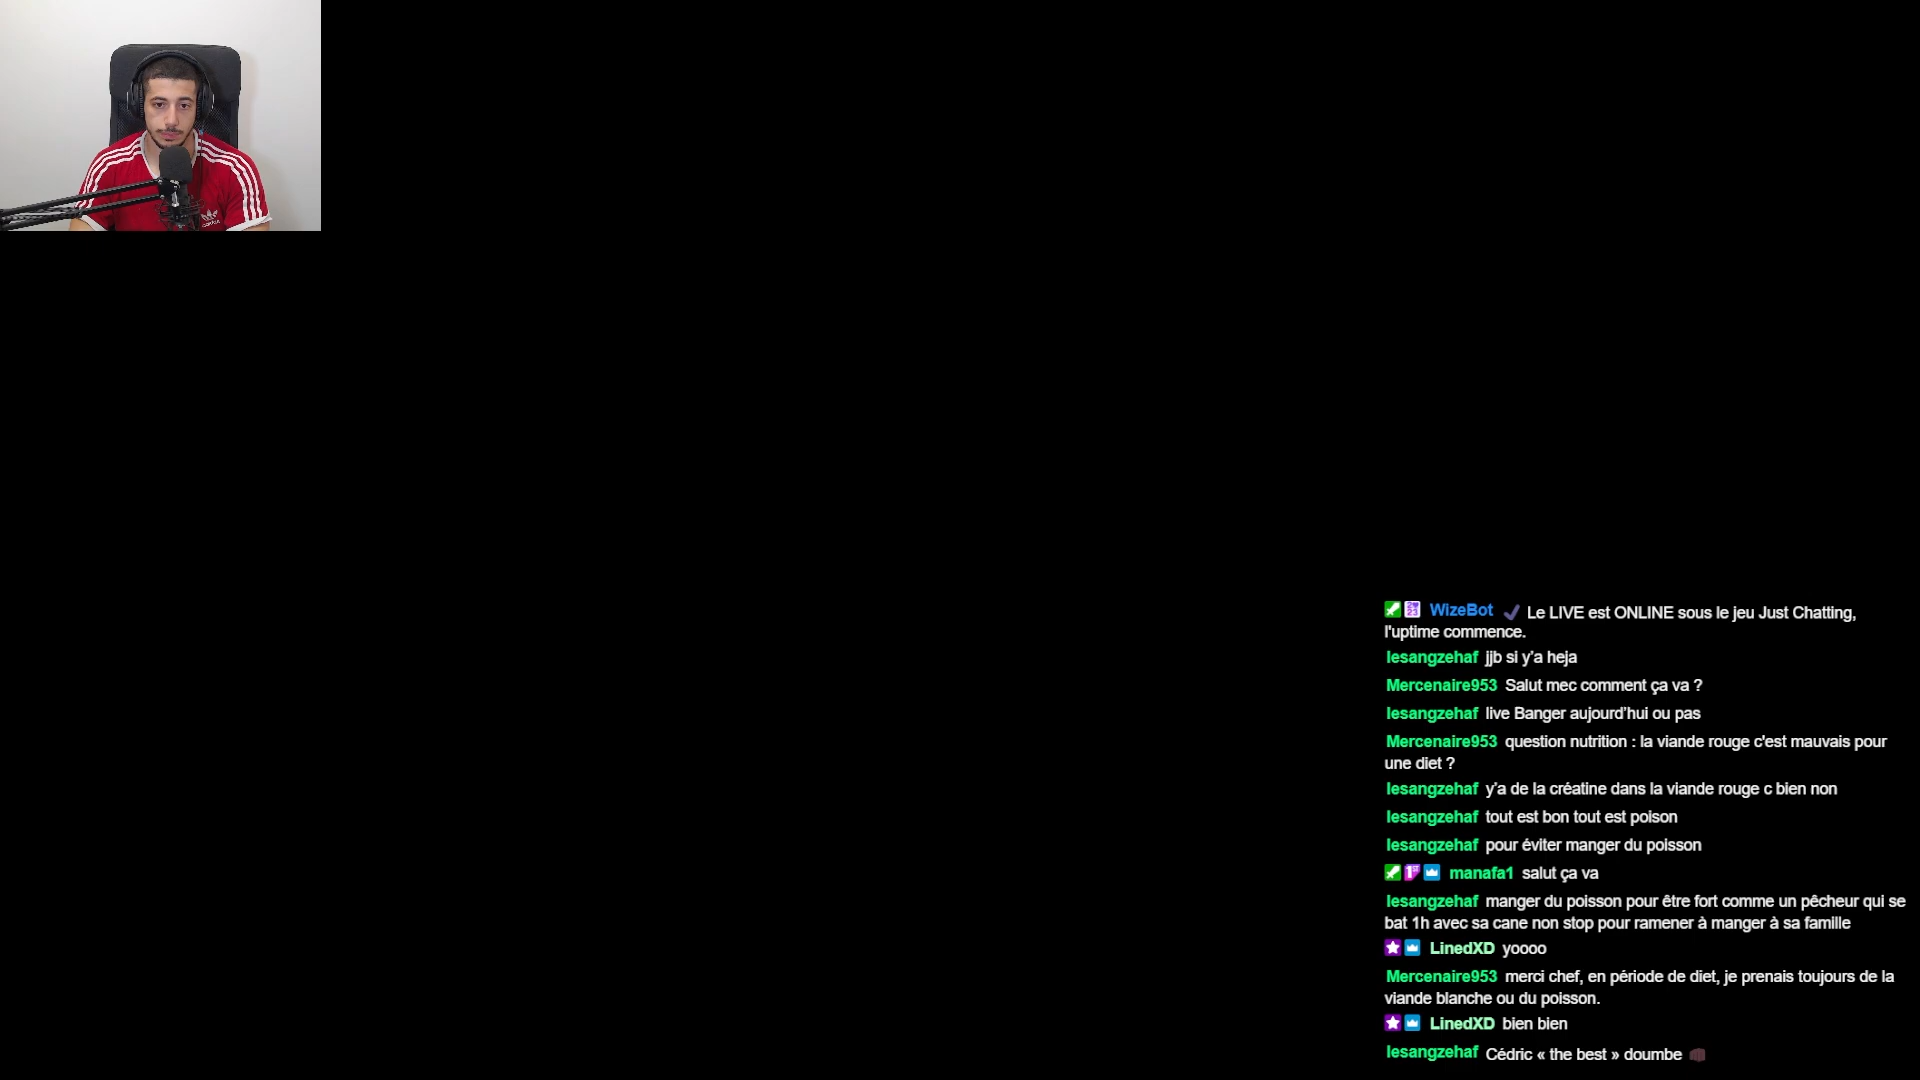 WizeBot Le LIVE est ONLINE sous le jeu Just Chatting,
l'uptime commence.
lesangzehaf jjb si y’a heja
Mercenaire953 Salut mec comment ça va ?
lesangzehaf live Banger aujourd’hui ou pas
Mercenaire953 question nutrition : la viande rouge c'est mauvais pour
une diet ?
lesangzehaf y’a de la créatine dans la viande rouge c bien non
lesangzehaf tout est bon tout est poison
lesangzehaf pour éviter manger du poisson
manafa1 salut ça va
lesangzehaf manger du poisson pour être fort comme un pêcheur qui se
bat 1h avec sa cane non stop pour ramener à manger à sa famille
LinedXD yoooo
Mercenaire953 merci chef, en période de diet, je prenais toujours de la
viande blanche ou du poisson.
LinedXD bien bien
lesangzehaf Cédric « the best » doumbe